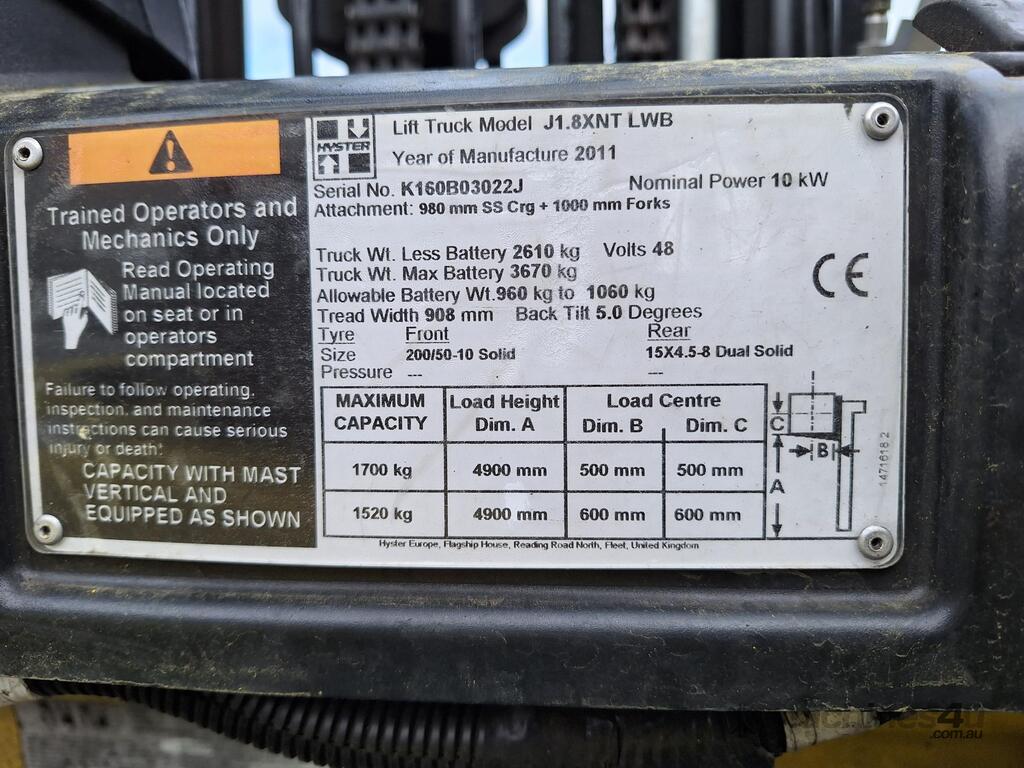 Trained Operators and
Mechanics Only
Read Operating
Manual located
on seat or in
operators
compartment
Failure to follow operating,
inspection, and maintenance
instructions can cause serious
injury or death!
CAPACITY WITH MAST
VERTICAL AND
EQUIPPED AS SHOWN
HYSTER
Lift Truck Model J1.8XNT LWB
Year of Manufacture 2011
Serial No. K160B03022J Nominal Power 10 kW
Attachment: 980 mm SS Crg + 1000 mm Forks
Truck Wt. Less Battery 2610 kg Volts 48
Truck Wt. Max Battery 3670 kg
Allowable Battery Wt. 960 kg to 1060 kg
Tread Width 908 mm Back Tilt 5.0 Degrees
Tyre Front Rear
Size 200/50-10 Solid 15X4.5-8 Dual Solid
Pressure --- ---
CE
MAXIMUM CAPACITY Load Height Dim. A Load Centre Dim. B Dim. C
1700 kg 4900 mm 500 mm 500 mm
1520 kg 4900 mm 600 mm 600 mm
C
B
A
1471618 2
Hyster Europe, Flagship House, Reading Road North, Fleet, United Kingdom
machines4u
.com.au